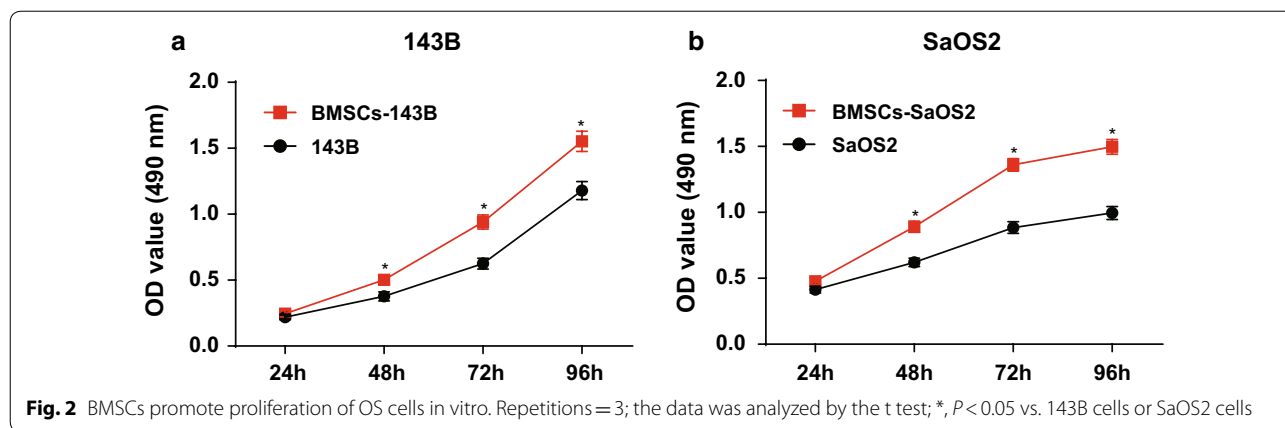 a 143B
OD value (490 nm)
2.0
1.5
1.0
0.5
0.0
BMSCs-143B
143B
*
*
*
24h 48h 72h 96h
b SaOS2
OD value (490 nm)
2.0
1.5
1.0
0.5
0.0
BMSCs-SaOS2
SaOS2
*
*
*
24h 48h 72h 96h
Fig. 2 BMSCs promote proliferation of OS cells in vitro. Repetitions = 3; the data was analyzed by the t test; *, P < 0.05 vs. 143B cells or SaOS2 cells